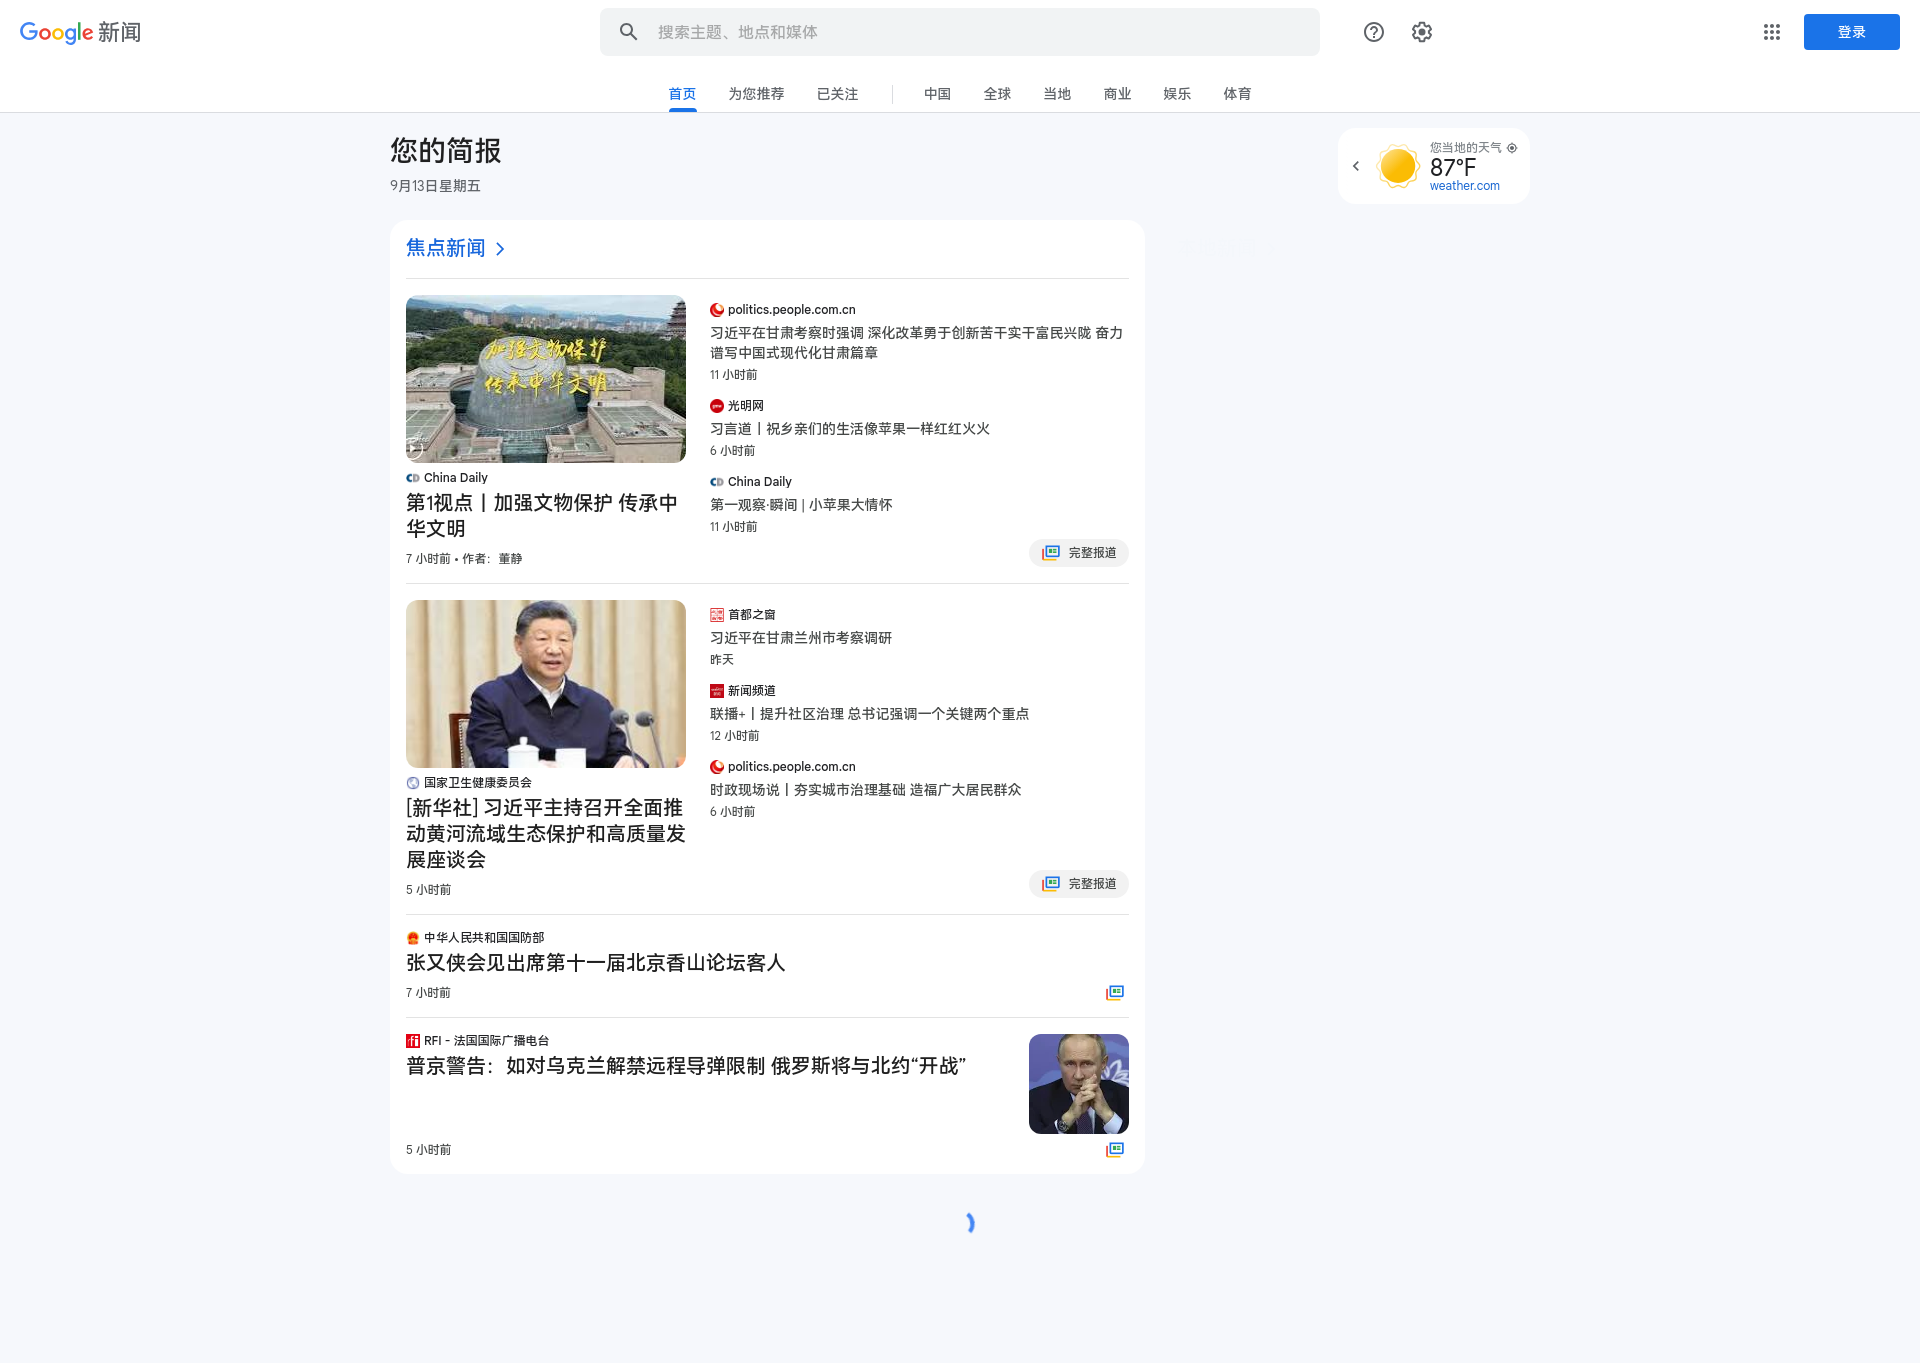 Google 新闻
搜索主题、地点和媒体
登录
首页
为您推荐
已关注
中国
全球
当地
商业
娱乐
体育
您的简报
9月13日星期五
您当地的天气
87°F
weather.com
焦点新闻
加强文物保护
传承中华文明
China Daily
第1视点丨加强文物保护 传承中
华文明
7 小时前 • 作者：董静
politics.people.com.cn
习近平在甘肃考察时强调 深化改革勇于创新苦干实干富民兴陇 奋力
谱写中国式现代化甘肃篇章
11 小时前
光明网
习言道丨祝乡亲们的生活像苹果一样红红火火
6 小时前
China Daily
第一观察·瞬间 | 小苹果大情怀
11 小时前
完整报道
国家卫生健康委员会
[新华社] 习近平主持召开全面推
动黄河流域生态保护和高质量发
展座谈会
5 小时前
首都之窗
习近平在甘肃兰州市考察调研
昨天
新闻频道
联播+丨提升社区治理 总书记强调一个关键两个重点
12 小时前
politics.people.com.cn
时政现场说丨夯实城市治理基础 造福广大居民群众
6 小时前
完整报道
中华人民共和国国防部
张又侠会见出席第十一届北京香山论坛客人
7 小时前
RFI - 法国国际广播电台
普京警告：如对乌克兰解禁远程导弹限制 俄罗斯将与北约“开战”
5 小时前